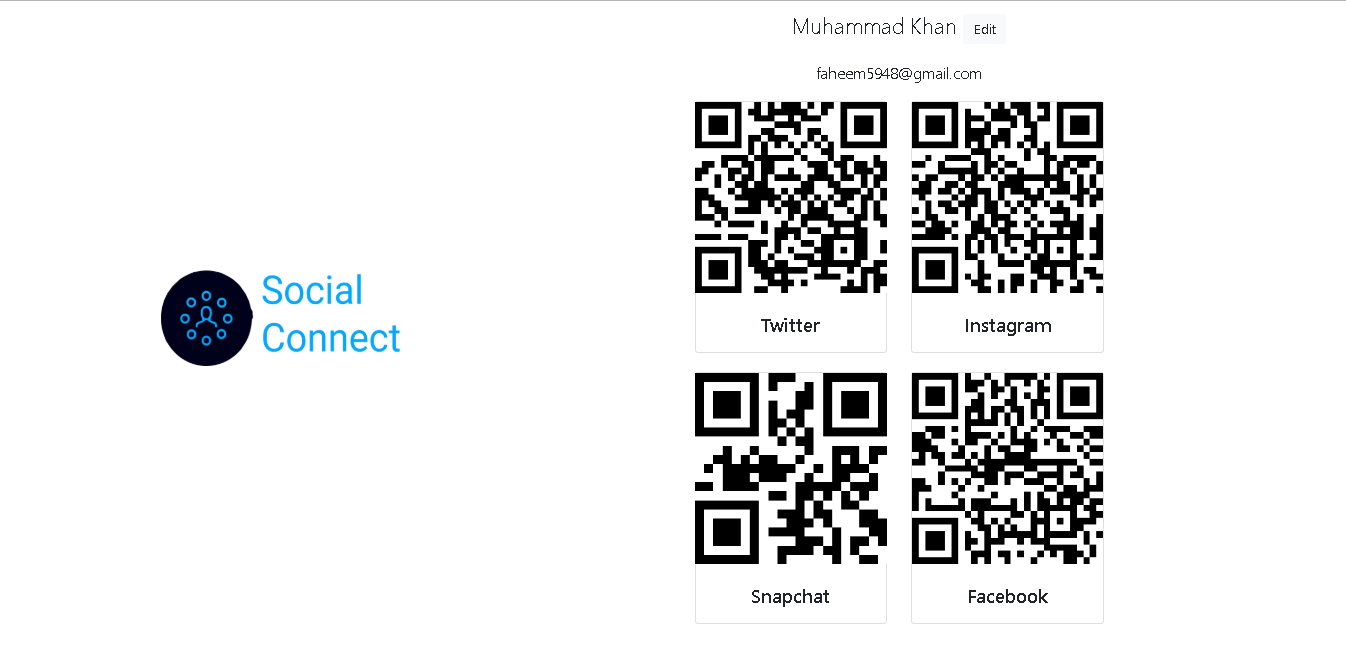 Muhammad Khan Edit
faheem5948@gmail.com
Social
Connect
Twitter
Instagram
Snapchat
Facebook